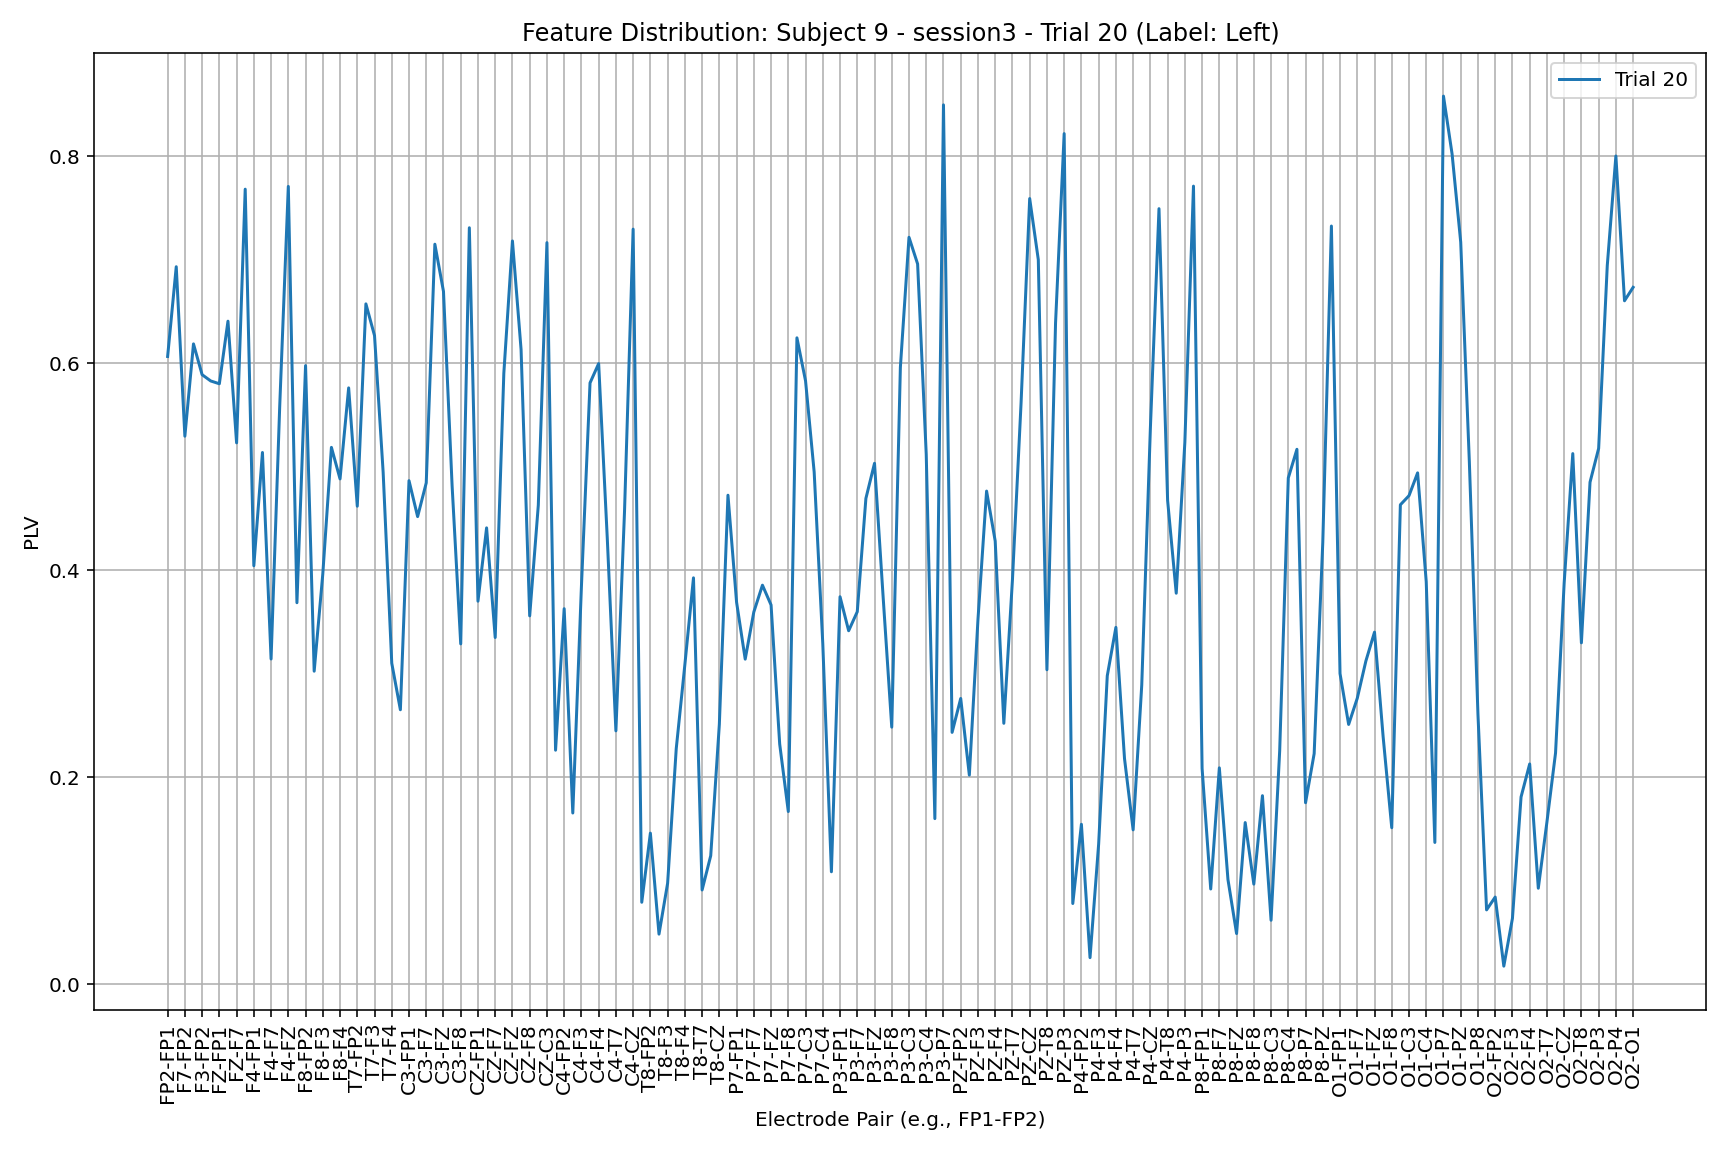 Feature Distribution: Subject 9 - session3 - Trial 20 (Label: Left)
Trial 20
PLV
0.8
0.6
0.4
0.2
0.0
FP2-FP1
F7-FP2
F3-FP2
FZ-FP1
FZ-F7
F4-FP1
F4-F7
F4-FZ
F8-FP2
F8-F3
F8-F4
T7-FP2
T7-F3
T7-F4
C3-FP1
C3-F7
C3-FZ
C3-F8
CZ-FP1
CZ-F7
CZ-FZ
CZ-F8
CZ-C3
C4-FP2
C4-F3
C4-F4
C4-T7
C4-CZ
T8-FP2
T8-F3
T8-F4
T8-T7
T8-CZ
P7-FP1
P7-F7
P7-FZ
P7-F8
P7-C3
P7-C4
P3-FP1
P3-F7
P3-FZ
P3-F8
P3-C3
P3-C4
P3-P7
PZ-FP2
PZ-F3
PZ-F4
PZ-T7
PZ-CZ
PZ-T8
PZ-P3
P4-FP2
P4-F3
P4-F4
P4-T7
P4-CZ
P4-T8
P4-P3
P8-FP1
P8-F7
P8-FZ
P8-F8
P8-C3
P8-C4
P8-P7
P8-PZ
O1-FP1
O1-F7
O1-FZ
O1-F8
O1-C3
O1-C4
O1-P7
O1-PZ
O1-P8
O2-FP2
O2-F3
O2-F4
O2-T7
O2-CZ
O2-T8
O2-P3
O2-P4
O2-O1
Electrode Pair (e.g., FP1-FP2)